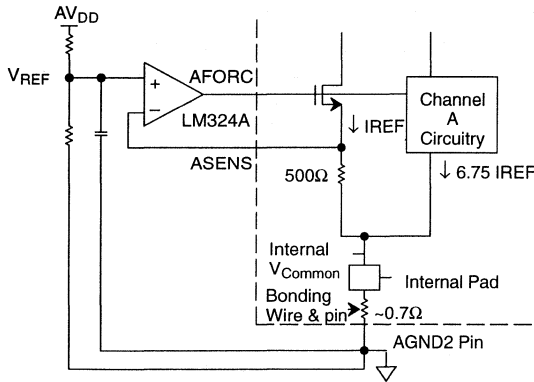 AVDD
VREF
+
−
AFORC
LM324A
ASENS
↓ IREF
Channel
A
Circuitry
↓ 6.75 IREF
500Ω
Internal
VCommon
Internal Pad
Bonding
Wire & pin
~0.7Ω
AGND2 Pin